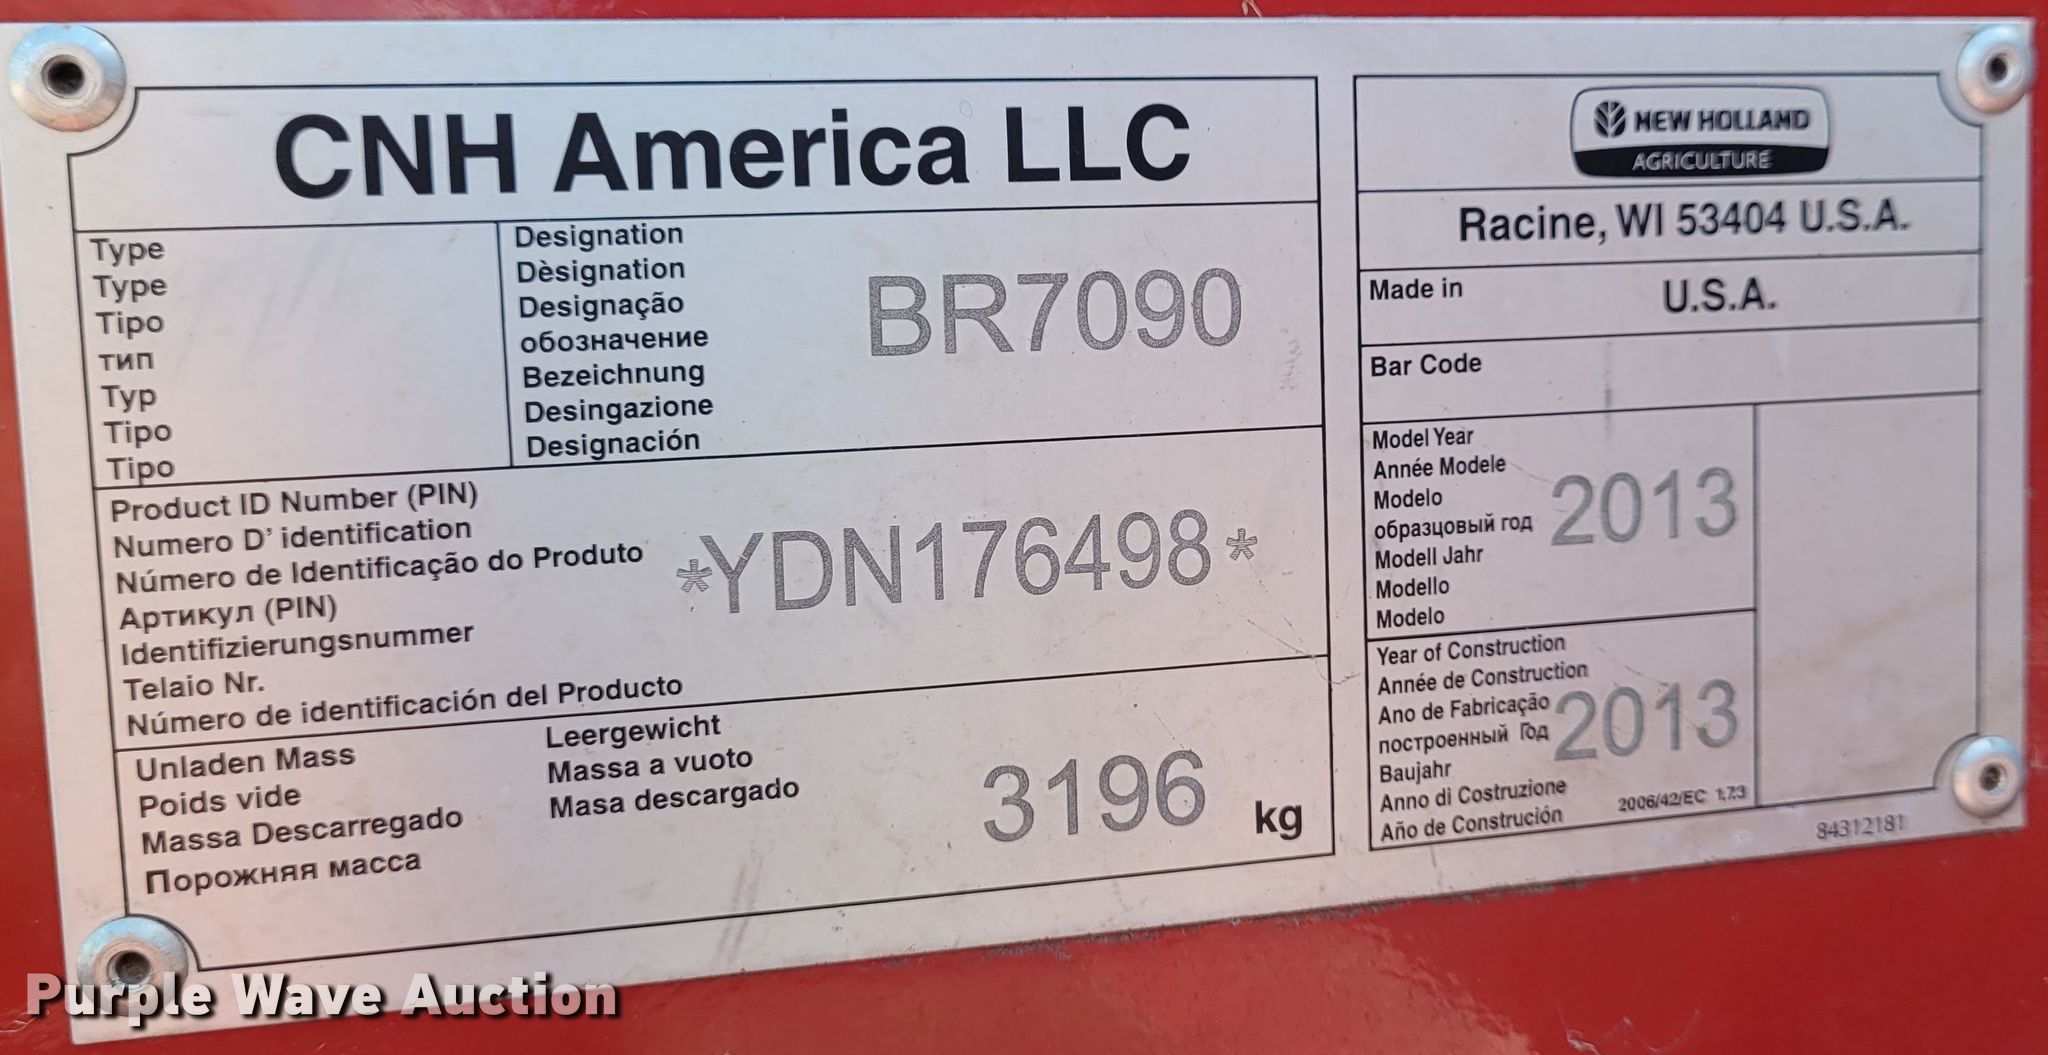 CNH America LLC
Type
Type
Tipo
тип
Typ
Tipo
Tipo
Designation
Dèsignation
Designação
обозначение
Bezeichnung
Desingazione
Designación
BR7090
Product ID Number (PIN)
Numero D' identification
Número de Identificação do Produto
Артикул (PIN)
Identifizierungsnummer
Telaio Nr.
Número de identificación del Producto
*YDN176498*
Unladen Mass
Poids vide
Massa Descarregado
Порожняя масса
Leergewicht
Massa a vuoto
Masa descargado
3196 kg
NEW HOLLAND
AGRICULTURE
Racine, WI 53404 U.S.A.
Made in U.S.A.
Bar Code
Model Year
Année Modele
Modelo
образцовый год
Modell Jahr
Modello
Modelo
2013
Year of Construction
Année de Construction
Ano de Fabricação
построенный Год
Baujahr
Anno di Costruzione
Año de Construción
2013
2006/42/EC 1.7.3
84312181
Purple Wave Auction